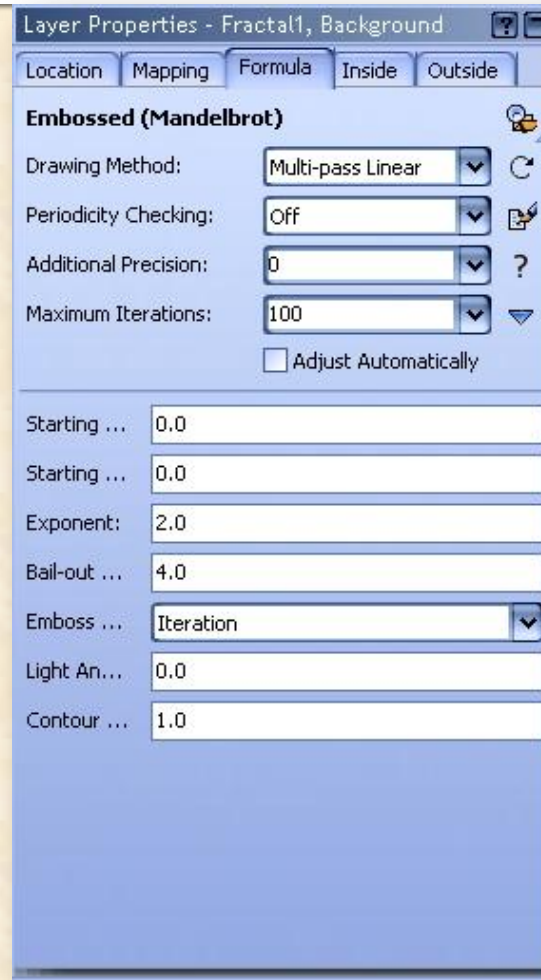 Layer Properties - Fractal1, Background
Location Mapping Formula Inside Outside
Embossed (Mandelbrot)
Drawing Method: Multi-pass Linear
Periodicity Checking: Off
Additional Precision: 0
Maximum Iterations: 100
Adjust Automatically
Starting ... 0.0
Starting ... 0.0
Exponent: 2.0
Bail-out ... 4.0
Emboss ... Iteration
Light An... 0.0
Contour ... 1.0